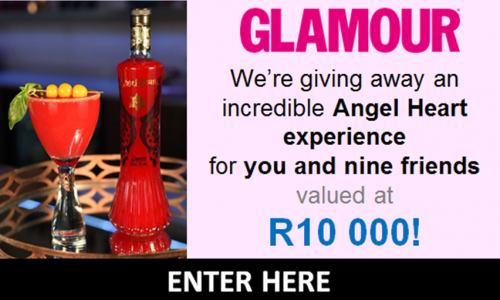 GLAMOUR
We're giving away an
incredible Angel Heart
experience
for you and nine friends
valued at
R10 000!
ENTER HERE